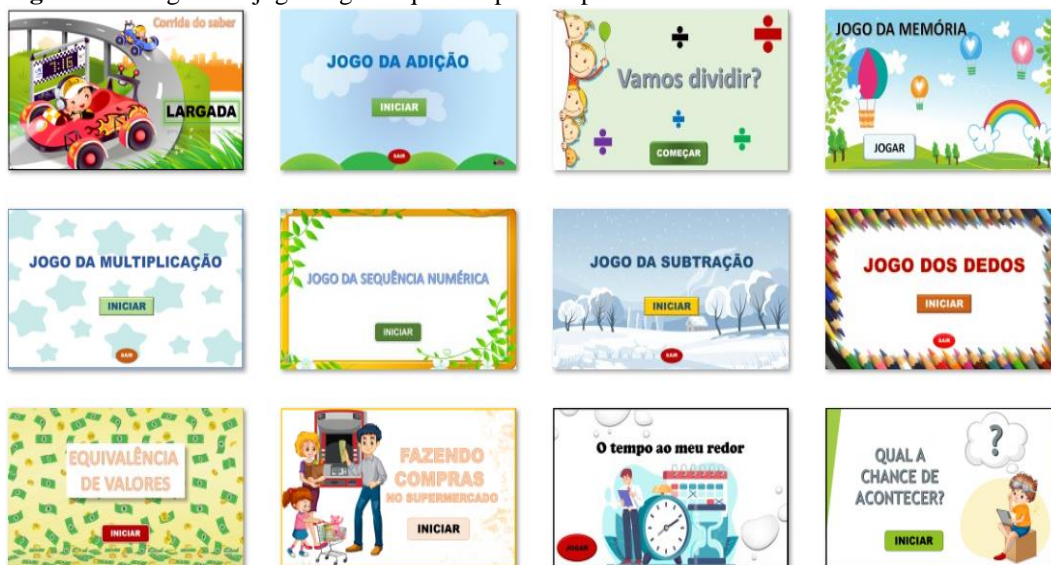 Corrida do saber
7:16
LARGADA
JOGO DA ADIÇÃO
INICIAR
SAIR
Vamos dividir?
COMEÇAR
JOGO DA MEMÓRIA
JOGAR
JOGO DA MULTIPLICAÇÃO
INICIAR
SAIR
JOGO DA SEQUÊNCIA NUMÉRICA
INICIAR
JOGO DA SUBTRAÇÃO
INICIAR
SAIR
JOGO DOS DEDOS
INICIAR
SAIR
EQUIVALÊNCIA
DE VALORES
INICIAR
FAZENDO
COMPRAS
NO SUPERMERCADO
INICIAR
O tempo ao meu redor
JOGAR
QUAL A
CHANCE DE
ACONTECER?
INICIAR